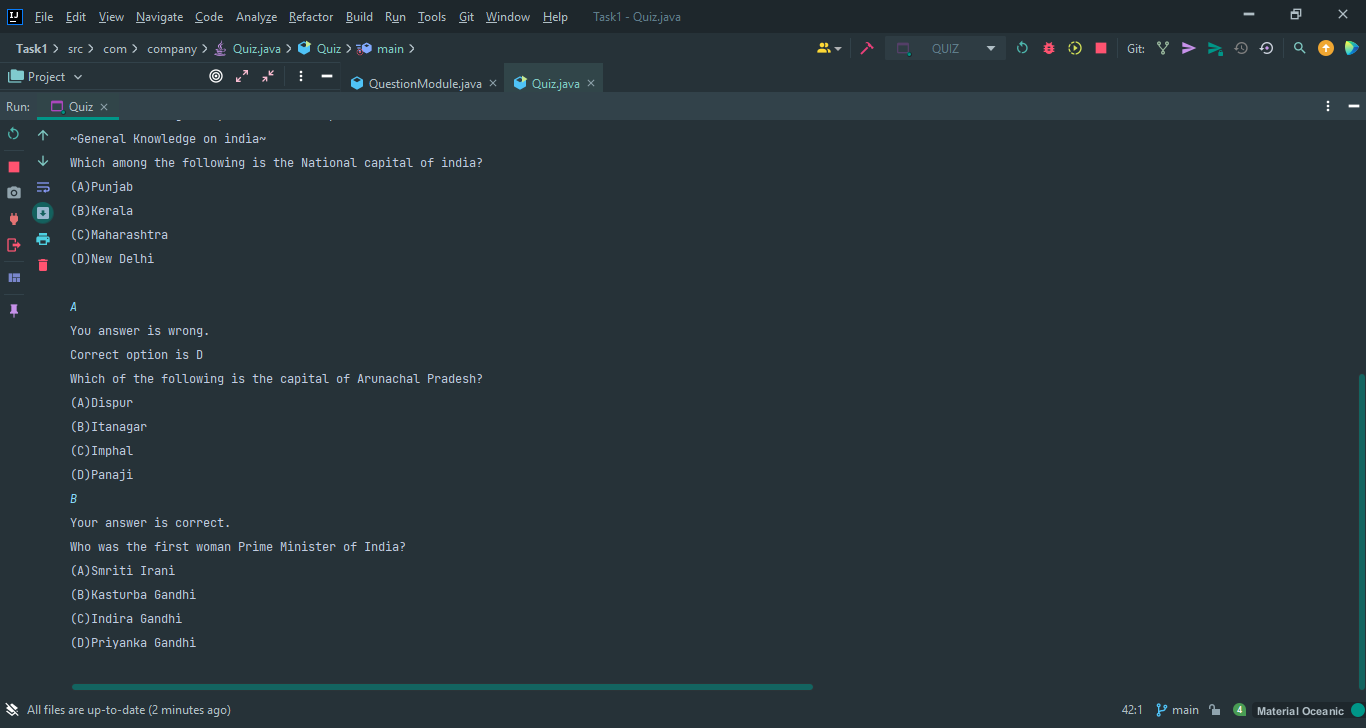 File Edit View Navigate Code Analyze Refactor Build Run Tools Git Window Help Task1 - Quiz.java
Task1 src com company Quiz.java Quiz main QUIZ Git:
Project QuestionModule.java Quiz.java
Run: Quiz
~General Knowledge on india~
Which among the following is the National capital of india?
(A)Punjab
(B)Kerala
(C)Maharashtra
(D)New Delhi
A
You answer is wrong.
Correct option is D
Which of the following is the capital of Arunachal Pradesh?
(A)Dispur
(B)Itanagar
(C)Imphal
(D)Panaji
B
Your answer is correct.
Who was the first woman Prime Minister of India?
(A)Smriti Irani
(B)Kasturba Gandhi
(C)Indira Gandhi
(D)Priyanka Gandhi
All files are up-to-date (2 minutes ago) 42:1 main 4 Material Oceanic